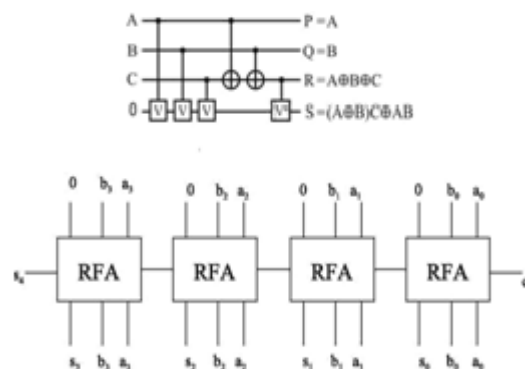 A P=A
B Q=B
C R=A⊕B⊕C
0 V V V V⁺ S=(A⊕B)C⊕AB
0 b₃ a₃ 0 b₂ a₂ 0 b₁ a₁ 0 b₀ a₀
s₄ RFA RFA RFA RFA
s₃ b₃ a₃ s₂ b₂ a₂ s₁ b₁ a₁ s₀ b₀ a₀